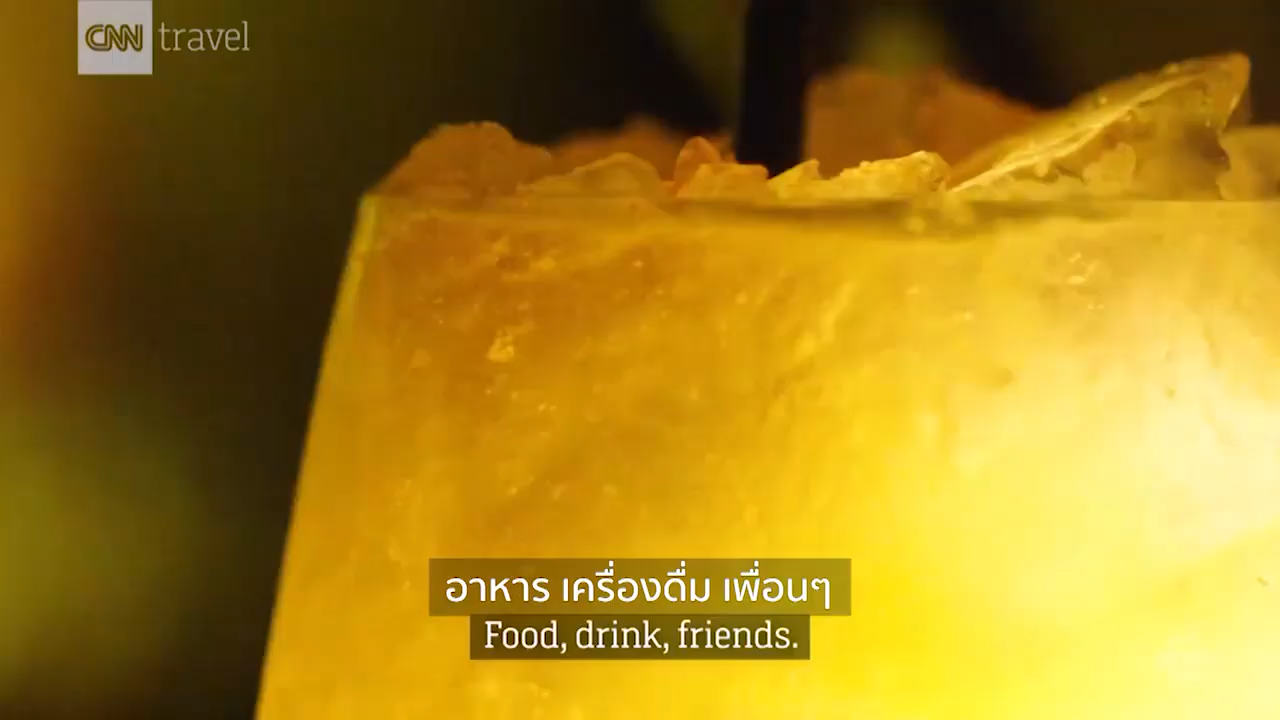 CNN travel
อาหาร เครื่องดื่ม เพื่อนๆ
Food, drink, friends.